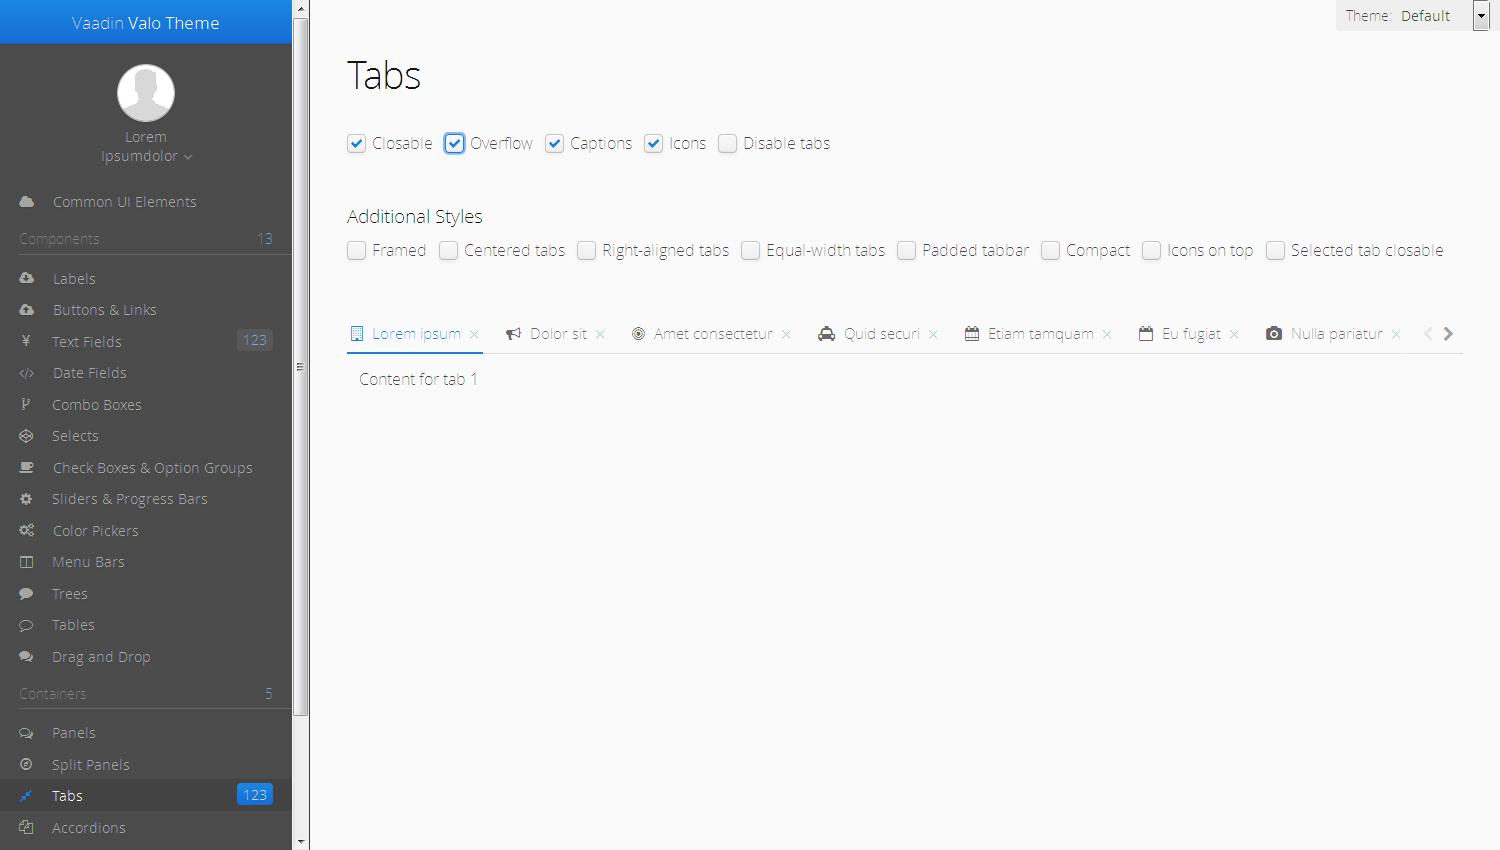 Vaadin Valo Theme
Lorem
Ipsumdolor
Common UI Elements
Components 13
Labels
Buttons & Links
Text Fields 123
Date Fields
Combo Boxes
Selects
Check Boxes & Option Groups
Sliders & Progress Bars
Color Pickers
Menu Bars
Trees
Tables
Drag and Drop
Containers 5
Panels
Split Panels
Tabs 123
Accordions
Theme: Default
Tabs
Closable Overflow Captions Icons Disable tabs
Additional Styles
Framed Centered tabs Right-aligned tabs Equal-width tabs Padded tabbar Compact Icons on top Selected tab closable
Lorem ipsum Dolor sit Amet consectetur Quid securi Etiam tamquam Eu fugiat Nulla pariatur
Content for tab 1